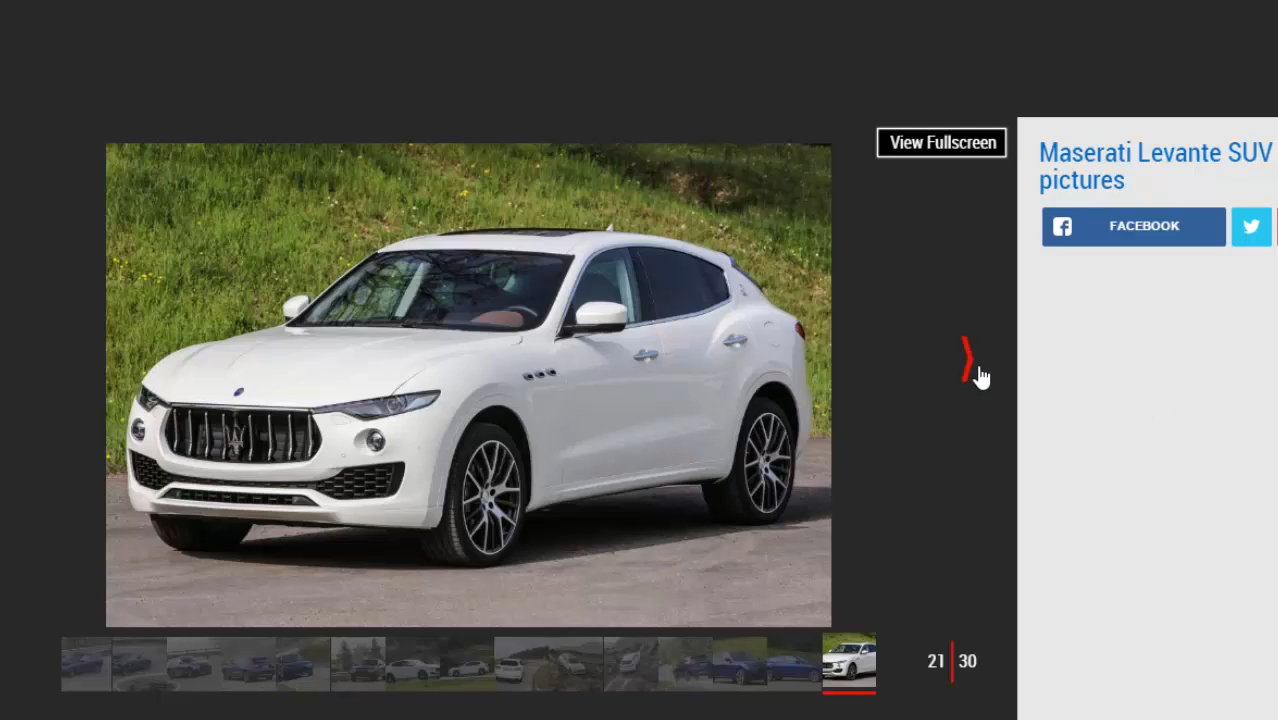 View Fullscreen
Maserati Levante SUV
pictures
FACEBOOK
21 30